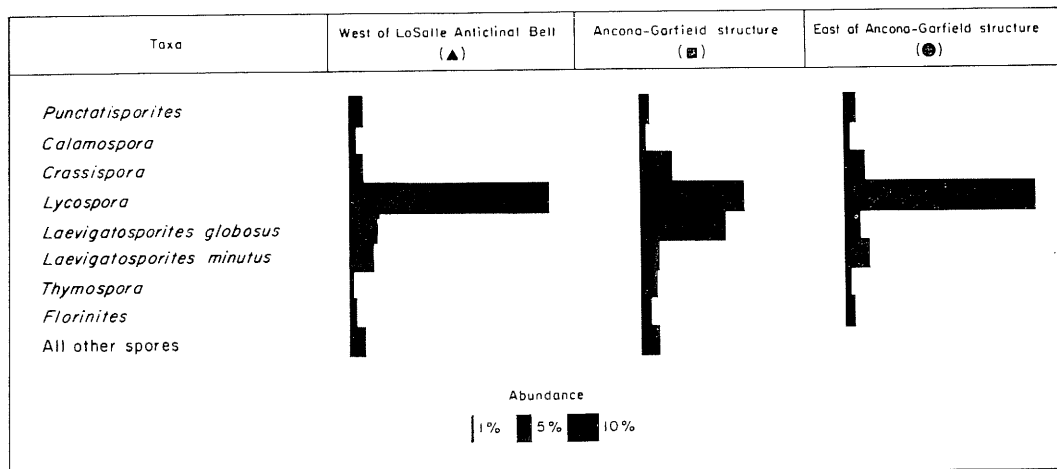 Taxa
West of LaSalle Anticlinal Belt
(▲)
Ancona-Garfield structure
(■)
East of Ancona-Garfield structure
(●)
Punctatisporites
Calamospora
Crassispora
Lycospora
Laevigatosporites globosus
Laevigatosporites minutus
Thymospora
Florinites
All other spores
Abundance
1% 5% 10%